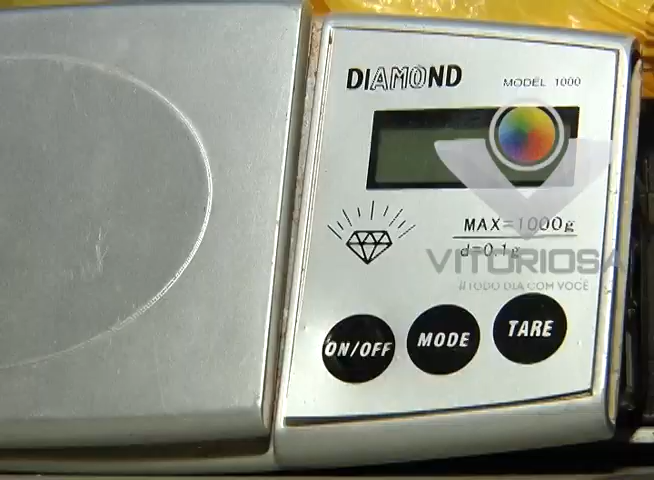 DIAMOND
MODEL 1000
MAX=1000g
d=0.1g
VITORIOSA
#TODO DIA COM VOCÊ
ON/OFF
MODE
TARE